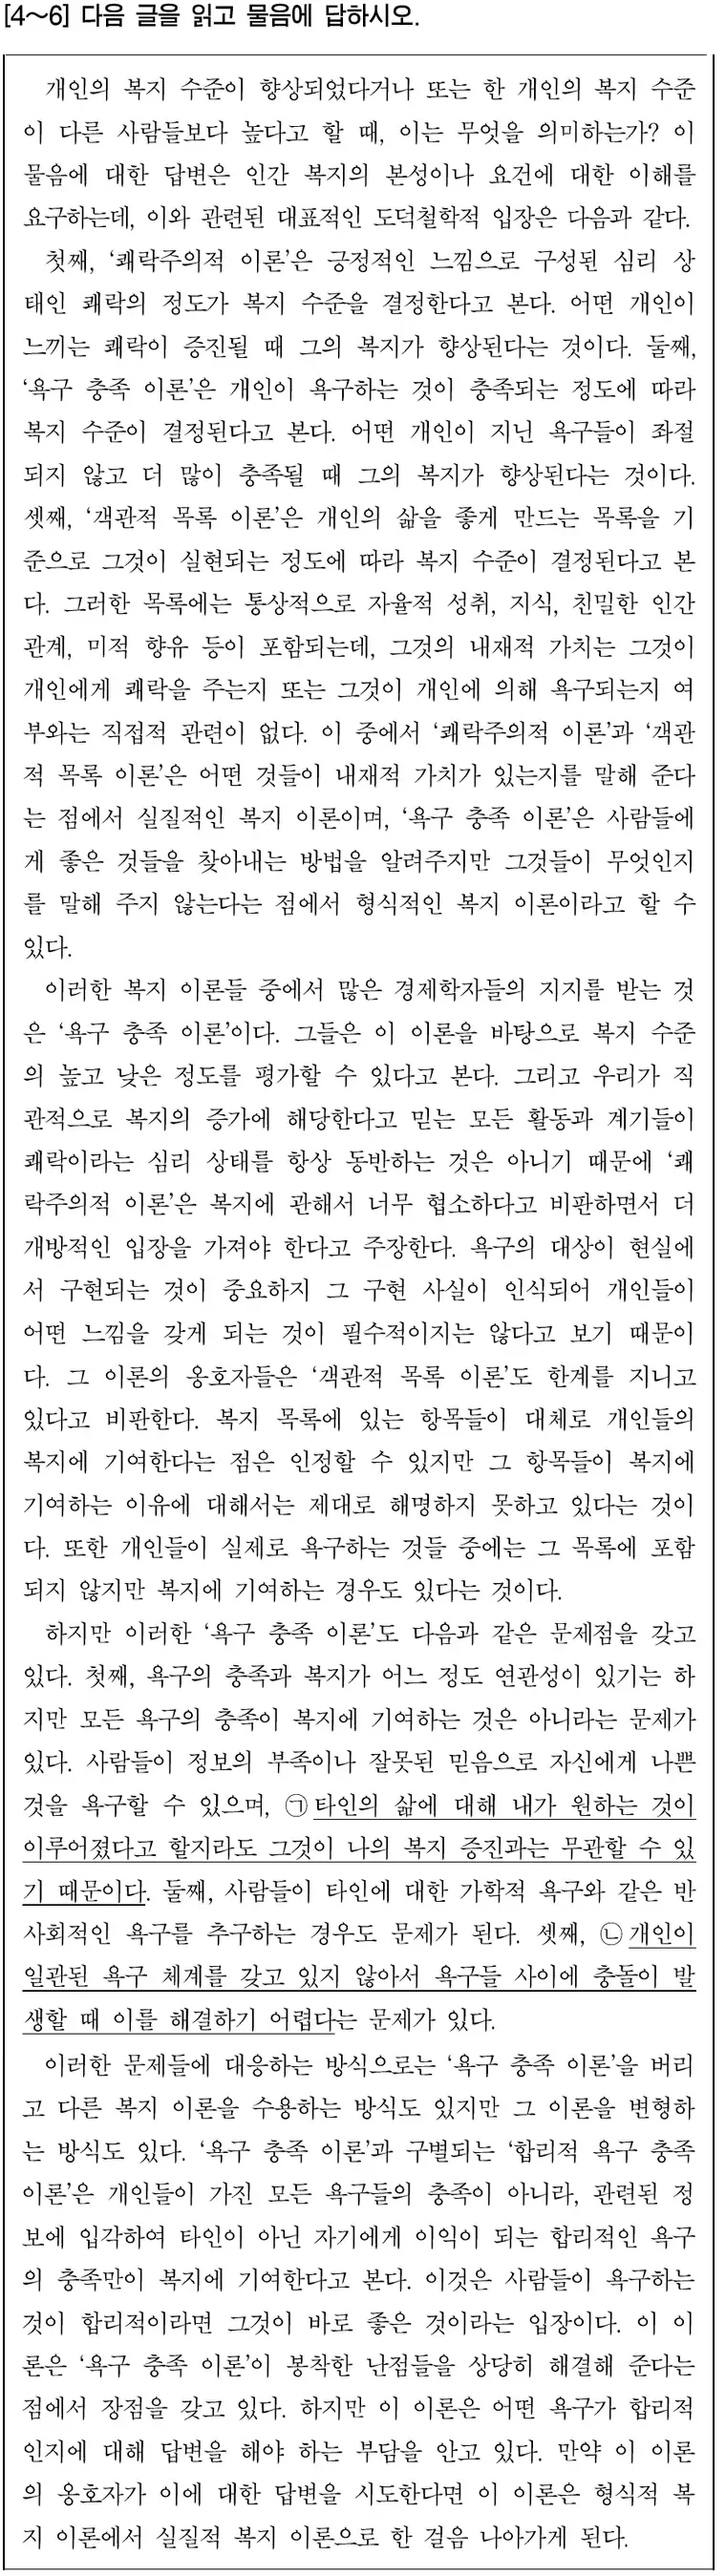 [4~6] 다음 글을 읽고 물음에 답하시오.
개인의 복지 수준이 향상되었다거나 또는 한 개인의 복지 수준
이 다른 사람들보다 높다고 할 때, 이는 무엇을 의미하는가? 이
물음에 대한 답변은 인간 복지의 본성이나 요건에 대한 이해를
요구하는데, 이와 관련된 대표적인 도덕철학적 입장은 다음과 같다.
첫째, ‘쾌락주의적 이론’은 긍정적인 느낌으로 구성된 심리 상
태인 쾌락의 정도가 복지 수준을 결정한다고 본다. 어떤 개인이
느끼는 쾌락이 증진될 때 그의 복지가 향상된다는 것이다. 둘째,
‘욕구 충족 이론’은 개인이 욕구하는 것이 충족되는 정도에 따라
복지 수준이 결정된다고 본다. 어떤 개인이 지닌 욕구들이 좌절
되지 않고 더 많이 충족될 때 그의 복지가 향상된다는 것이다.
셋째, ‘객관적 목록 이론’은 개인의 삶을 좋게 만드는 목록을 기
준으로 그것이 실현되는 정도에 따라 복지 수준이 결정된다고 본
다. 그러한 목록에는 통상적으로 자율적 성취, 지식, 친밀한 인간
관계, 미적 향유 등이 포함되는데, 그것의 내재적 가치는 그것이
개인에게 쾌락을 주는지 또는 그것이 개인에 의해 욕구되는지 여
부와는 직접적 관련이 없다. 이 중에서 ‘쾌락주의적 이론’과 ‘객관
적 목록 이론’은 어떤 것들이 내재적 가치가 있는지를 말해 준다
는 점에서 실질적인 복지 이론이며, ‘욕구 충족 이론’은 사람들에
게 좋은 것들을 찾아내는 방법을 알려주지만 그것들이 무엇인지
를 말해 주지 않는다는 점에서 형식적인 복지 이론이라고 할 수
있다.
이러한 복지 이론들 중에서 많은 경제학자들의 지지를 받는 것
은 ‘욕구 충족 이론’이다. 그들은 이 이론을 바탕으로 복지 수준
의 높고 낮은 정도를 평가할 수 있다고 본다. 그리고 우리가 직
관적으로 복지의 증가에 해당한다고 믿는 모든 활동과 계기들이
쾌락이라는 심리 상태를 항상 동반하는 것은 아니기 때문에 ‘쾌
락주의적 이론’은 복지에 관해서 너무 협소하다고 비판하면서 더
개방적인 입장을 가져야 한다고 주장한다. 욕구의 대상이 현실에
서 구현되는 것이 중요하지 그 구현 사실이 인식되어 개인들이
어떤 느낌을 갖게 되는 것이 필수적이지는 않다고 보기 때문이
다. 그 이론의 옹호자들은 ‘객관적 목록 이론’도 한계를 지니고
있다고 비판한다. 복지 목록에 있는 항목들이 대체로 개인들의
복지에 기여한다는 점은 인정할 수 있지만 그 항목들이 복지에
기여하는 이유에 대해서는 제대로 해명하지 못하고 있다는 것이
다. 또한 개인들이 실제로 욕구하는 것들 중에는 그 목록에 포함
되지 않지만 복지에 기여하는 경우도 있다는 것이다.
하지만 이러한 ‘욕구 충족 이론’도 다음과 같은 문제점을 갖고
있다. 첫째, 욕구의 충족과 복지가 어느 정도 연관성이 있기는 하
지만 모든 욕구의 충족이 복지에 기여하는 것은 아니라는 문제가
있다. 사람들이 정보의 부족이나 잘못된 믿음으로 자신에게 나쁜
것을 욕구할 수 있으며, ㉠타인의 삶에 대해 내가 원하는 것이
이루어졌다고 할지라도 그것이 나의 복지 증진과는 무관할 수 있
기 때문이다. 둘째, 사람들이 타인에 대한 가학적 욕구와 같은 반
사회적인 욕구를 추구하는 경우도 문제가 된다. 셋째, ㉡개인이
일관된 욕구 체계를 갖고 있지 않아서 욕구들 사이에 충돌이 발
생할 때 이를 해결하기 어렵다는 문제가 있다.
이러한 문제들에 대응하는 방식으로는 ‘욕구 충족 이론’을 버리
고 다른 복지 이론을 수용하는 방식도 있지만 그 이론을 변형하
는 방식도 있다. ‘욕구 충족 이론’과 구별되는 ‘합리적 욕구 충족
이론’은 개인들이 가진 모든 욕구들의 충족이 아니라, 관련된 정
보에 입각하여 타인이 아닌 자기에게 이익이 되는 합리적인 욕구
의 충족만이 복지에 기여한다고 본다. 이것은 사람들이 욕구하는
것이 합리적이라면 그것이 바로 좋은 것이라는 입장이다. 이 이
론은 ‘욕구 충족 이론’이 봉착한 난점들을 상당히 해결해 준다는
점에서 장점을 갖고 있다. 하지만 이 이론은 어떤 욕구가 합리적
인지에 대해 답변을 해야 하는 부담을 안고 있다. 만약 이 이론
의 옹호자가 이에 대한 답변을 시도한다면 이 이론은 형식적 복
지 이론에서 실질적 복지 이론으로 한 걸음 나아가게 된다.